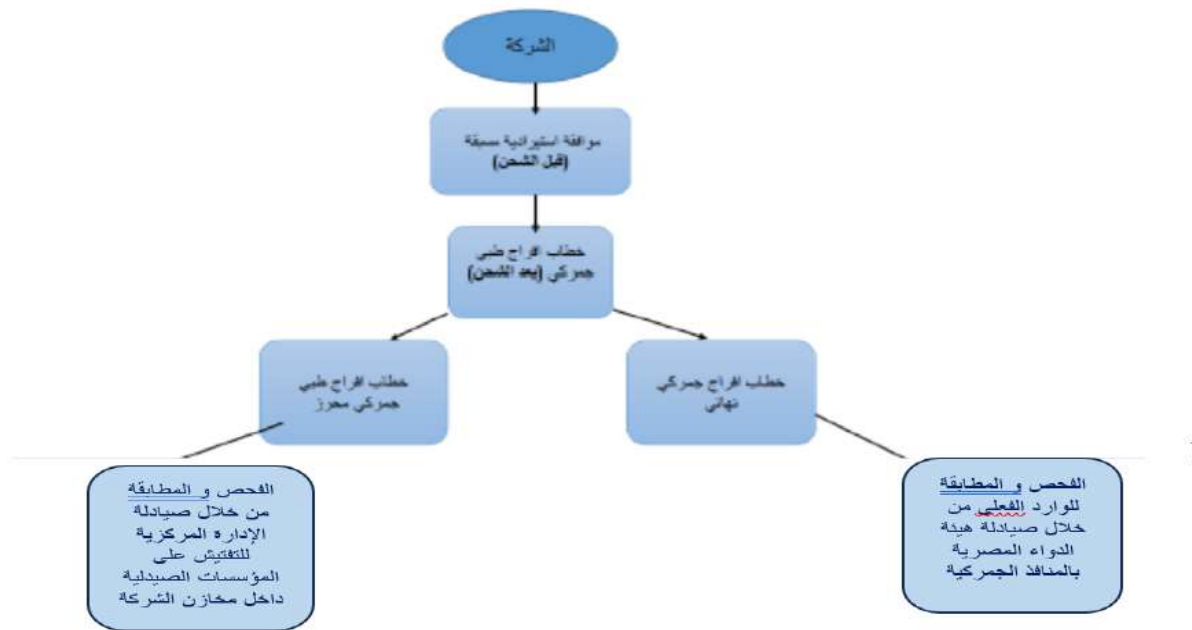 الشركة
موافقة استيرادية مسبقة
(قبل الشحن)
خطاب افراج طبي
جمركي (بعد الشحن)
خطاب افراج جمركي
نهائي
خطاب افراج طبي
جمركي محرز
الفحص و المطابقة
للوارد الفعلي من
خلال صيادلة هيئة
الدواء المصرية
بالمنافذ الجمركية
الفحص و المطابقة
من خلال صيادلة
الإدارة المركزية
للتفتيش على
المؤسسات الصيدلية
داخل مخازن الشركة